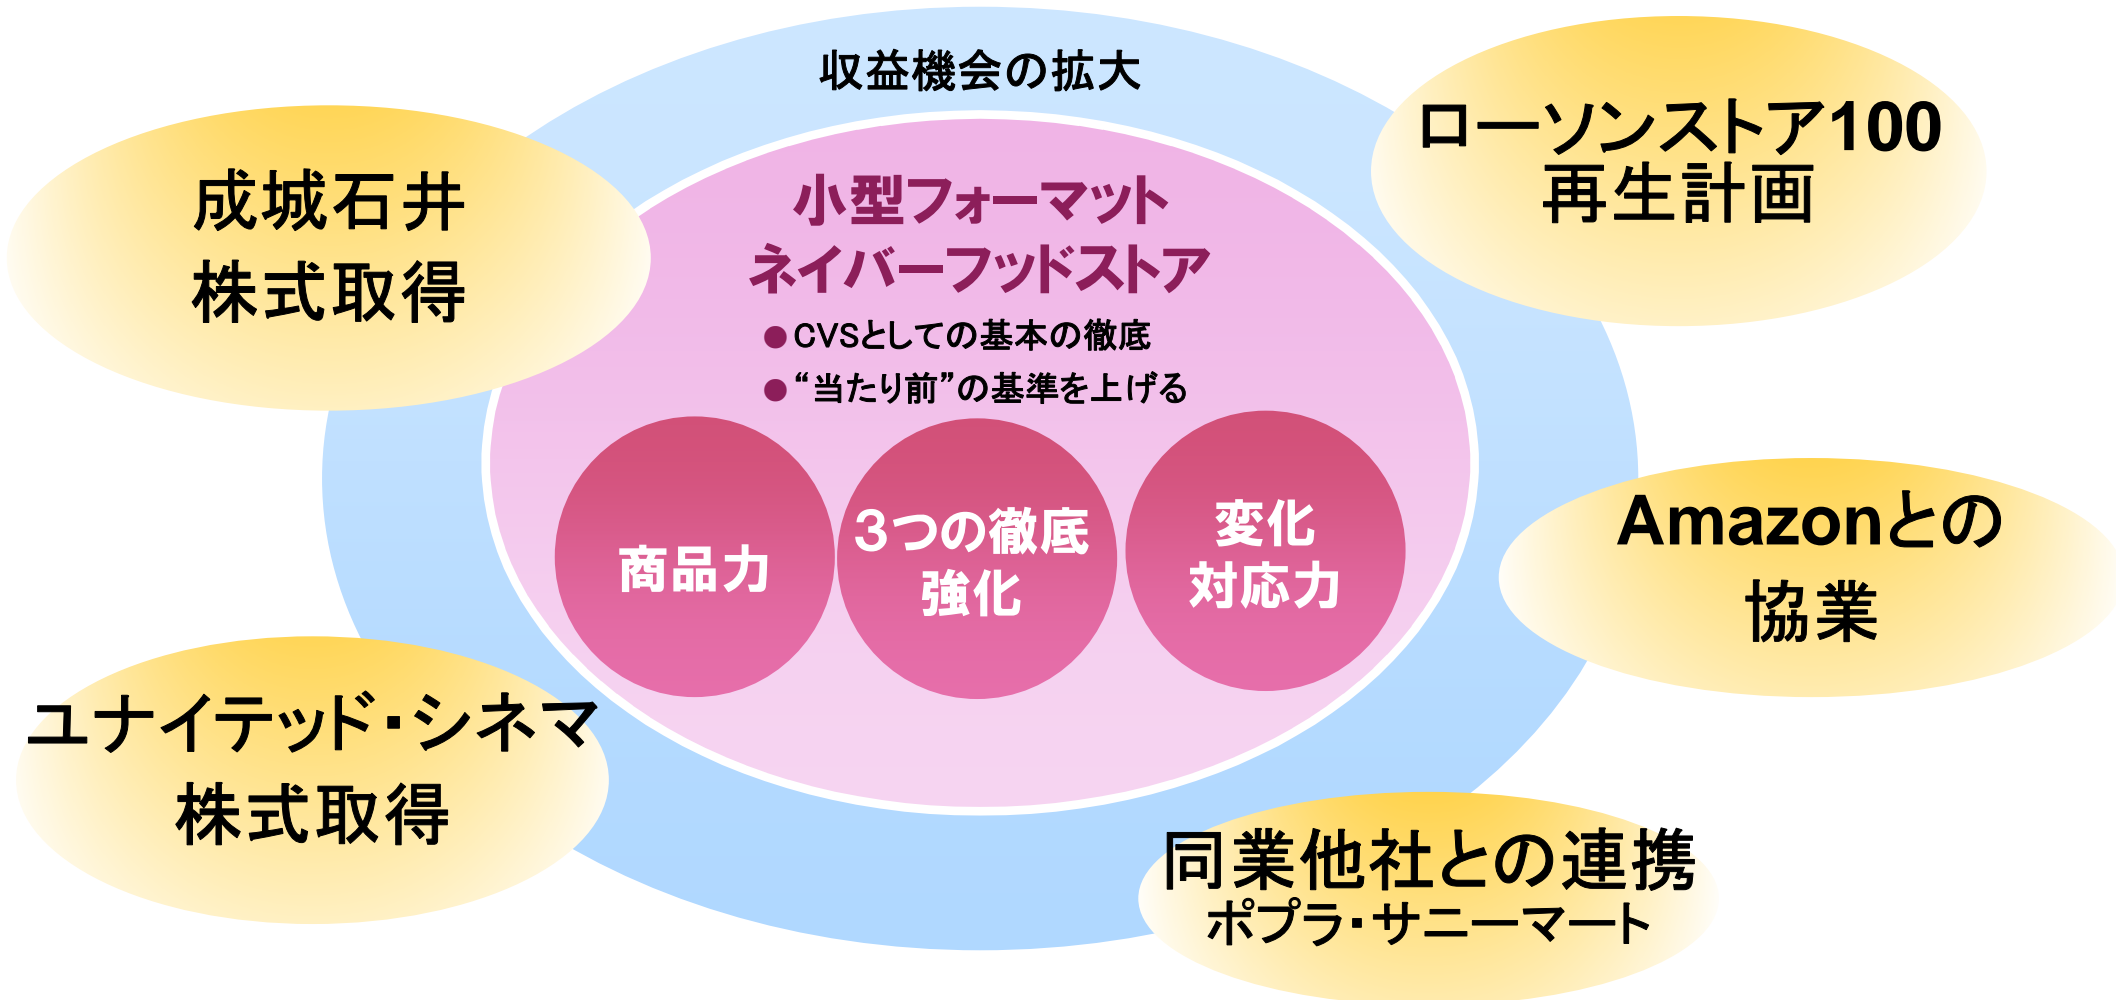 収益機会の拡大
成城石井
株式取得
ローソンストア100
再生計画
小型フォーマット
ネイバーフッドストア
●CVSとしての基本の徹底
●“当たり前”の基準を上げる
商品力
3つの徹底
強化
変化
対応力
Amazonとの
協業
ユナイテッド・シネマ
株式取得
同業他社との連携
ポプラ・サニーマート